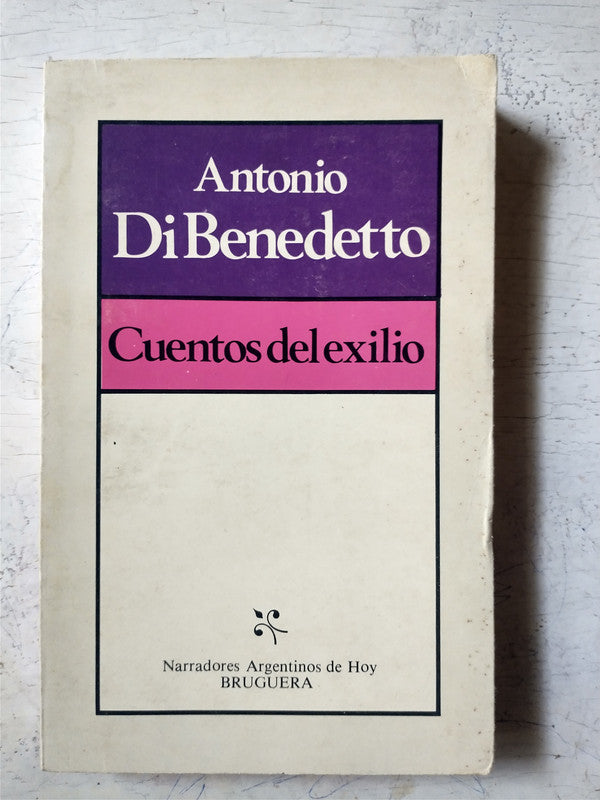 Antonio
Di Benedetto
Cuentos del exilio
Narradores Argentinos de Hoy
BRUGUERA